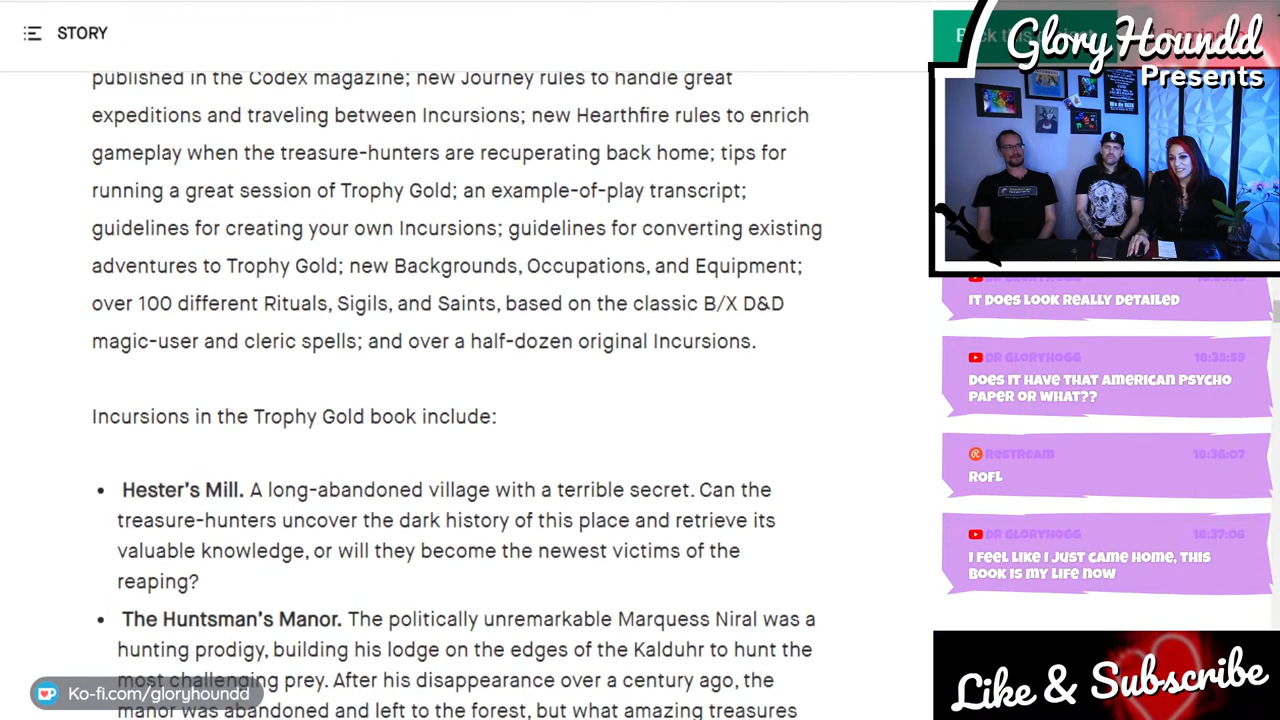 STORY
published in the Codex magazine; new Journey rules to handle great
expeditions and traveling between Incursions; new Hearthfire rules to enrich
gameplay when the treasure-hunters are recuperating back home; tips for
running a great session of Trophy Gold; an example-of-play transcript;
guidelines for creating your own Incursions; guidelines for converting existing
adventures to Trophy Gold; new Backgrounds, Occupations, and Equipment;
over 100 different Rituals, Sigils, and Saints, based on the classic B/X D&D
magic-user and cleric spells; and over a half-dozen original Incursions.
Incursions in the Trophy Gold book include:
• Hester's Mill. A long-abandoned village with a terrible secret. Can the
treasure-hunters uncover the dark history of this place and retrieve its
valuable knowledge, or will they become the newest victims of the
reaping?
• The Huntsman's Manor. The politically unremarkable Marquess Niral was a
hunting prodigy, building his lodge on the edges of the Kalduhr to hunt the
most challenging prey. After his disappearance over a century ago, the
manor was abandoned and left to the forest, but what amazing treasures
Ko-fi.com/gloryhoundd
Glory Houndd
Presents
IT DOES LOOK REALLY DETAILED
DR GLORYHOGG 18:35:59
DOES IT HAVE THAT AMERICAN PSYCHO
PAPER OR WHAT??
RESTREAM 18:36:07
ROFL
DR GLORYHOGG 18:37:08
I FEEL LIKE I JUST CAME HOME, THIS
BOOK IS MY LIFE NOW
Like & Subscribe